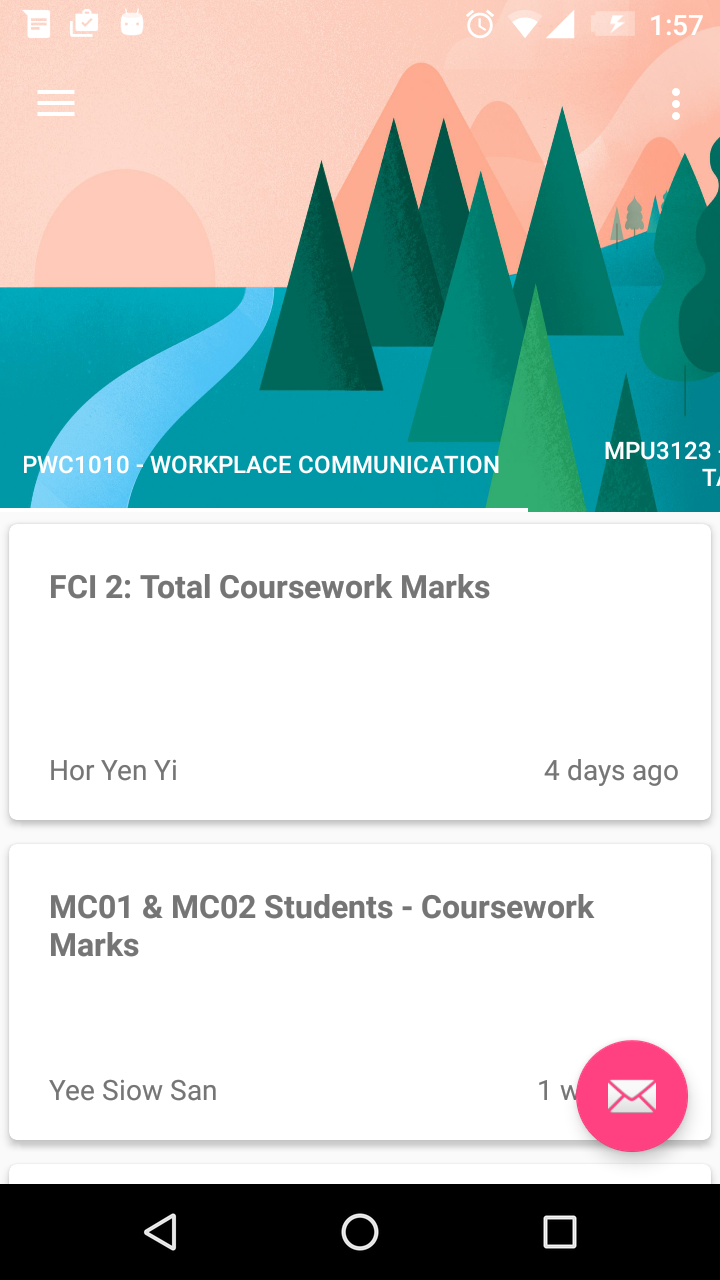 1:57
PWC1010 - WORKPLACE COMMUNICATION
MPU3123 -
FCI 2: Total Coursework Marks
Hor Yen Yi
4 days ago
MC01 & MC02 Students - Coursework
Marks
Yee Siow San
1